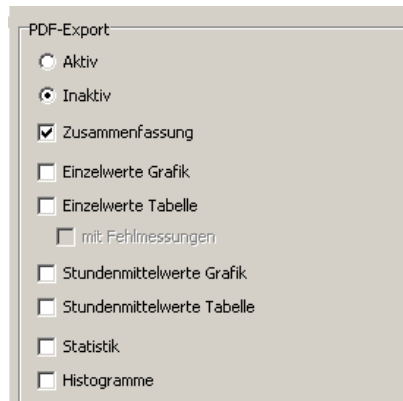 PDF-Export
Aktiv
Inaktiv
Zusammenfassung
Einzelwerte Grafik
Einzelwerte Tabelle
mit Fehlmessungen
Stundenmittelwerte Grafik
Stundenmittelwerte Tabelle
Statistik
Histogramme